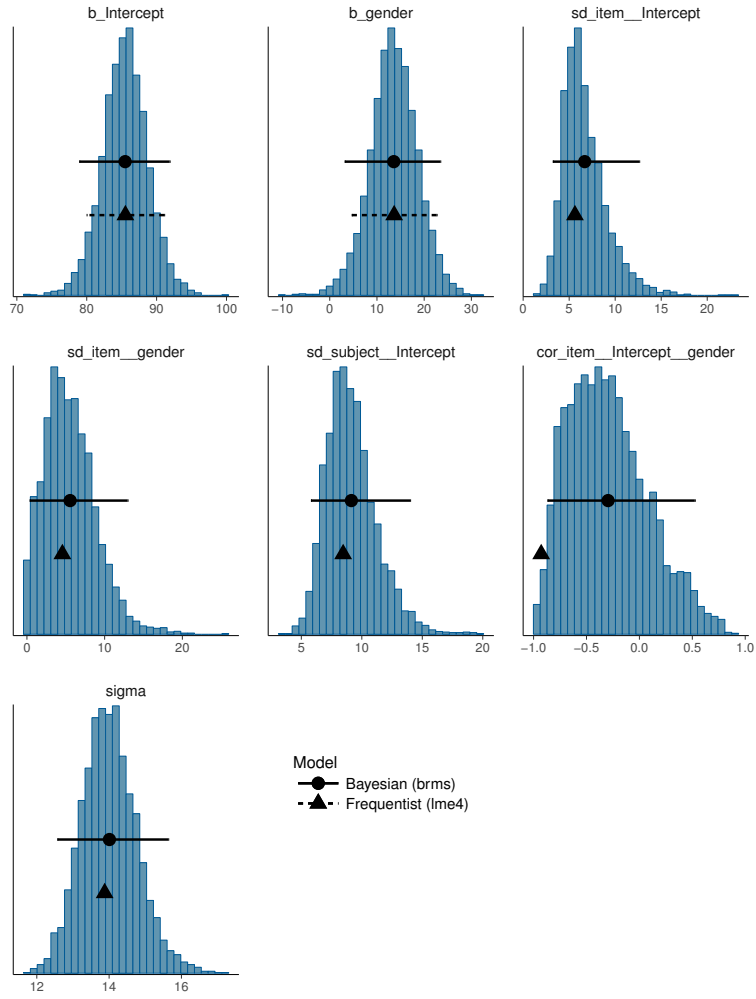 b_Intercept
b_gender
sd_item__Intercept
70 80 90 100
−10 0 10 20 30
0 5 10 15 20
sd_item__gender
sd_subject__Intercept
cor_item__Intercept__gender
0 10 20
5 10 15 20
−1.0 −0.5 0.0 0.5 1.0
sigma
12 14 16
Model
Bayesian (brms)
Frequentist (lme4)